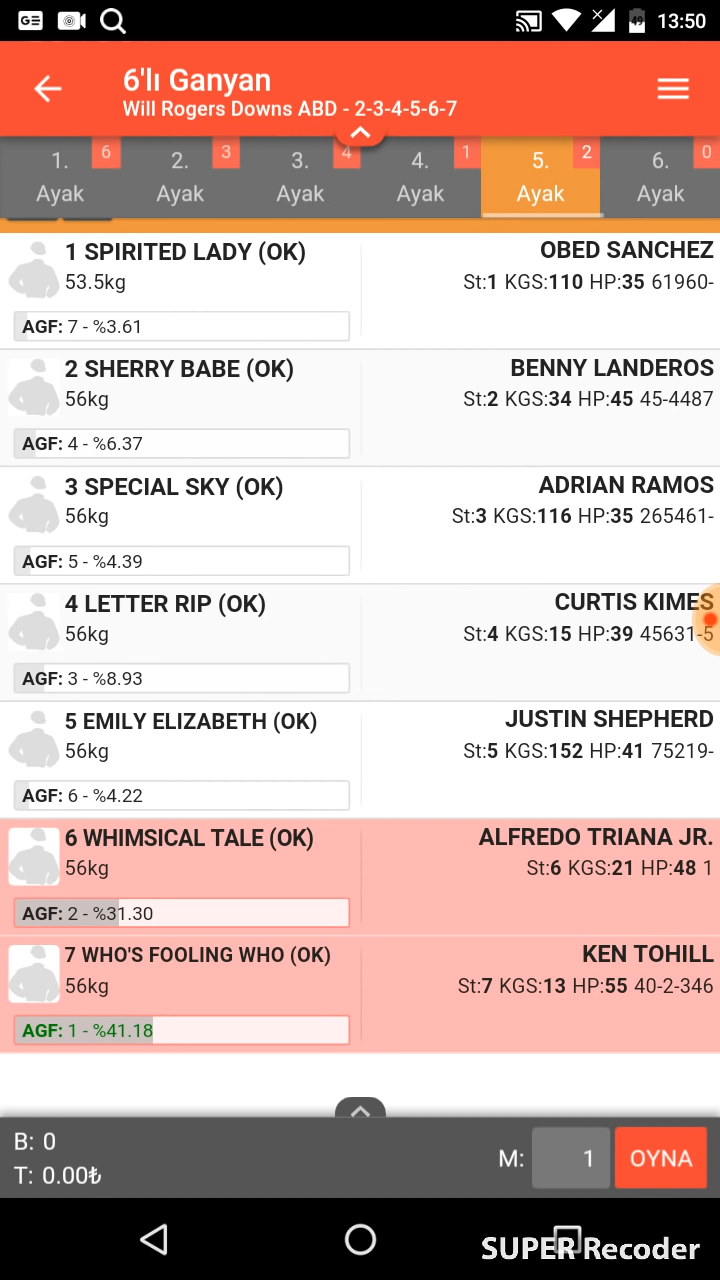 GE 49 13:50
6'lı Ganyan
Will Rogers Downs ABD - 2-3-4-5-6-7
1. 6 2. 3 3. 4 4. 1 5. 2 6. 0
Ayak Ayak Ayak Ayak Ayak Ayak
1 SPIRITED LADY (OK) OBED SANCHEZ
53.5kg St:1 KGS:110 HP:35 61960-
AGF: 7 - %3.61
2 SHERRY BABE (OK) BENNY LANDEROS
56kg St:2 KGS:34 HP:45 45-4487
AGF: 4 - %6.37
3 SPECIAL SKY (OK) ADRIAN RAMOS
56kg St:3 KGS:116 HP:35 265461-
AGF: 5 - %4.39
4 LETTER RIP (OK) CURTIS KIMES
56kg St:4 KGS:15 HP:39 45631-5
AGF: 3 - %8.93
5 EMILY ELIZABETH (OK) JUSTIN SHEPHERD
56kg St:5 KGS:152 HP:41 75219-
AGF: 6 - %4.22
6 WHIMSICAL TALE (OK) ALFREDO TRIANA JR.
56kg St:6 KGS:21 HP:48 1
AGF: 2 - %31.30
7 WHO'S FOOLING WHO (OK) KEN TOHILL
56kg St:7 KGS:13 HP:55 40-2-346
AGF: 1 - %41.18
B: 0
T: 0.00₺ M: 1 OYNA
SUPER Recoder